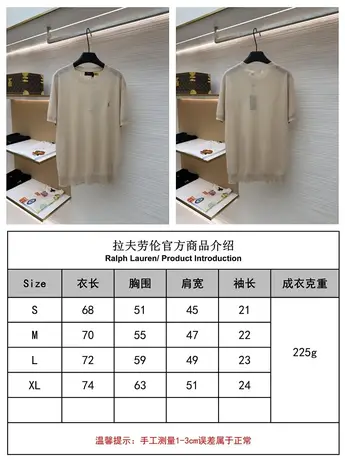 拉夫劳伦官方商品介绍
Ralph Lauren/ Product Introduction
Size 衣长 胸围 肩宽 袖长 成衣克重
S 68 51 45 21
M 70 55 47 22
L 72 59 49 23
XL 74 63 51 24
225g
温馨提示：手工测量1-3cm误差属于正常